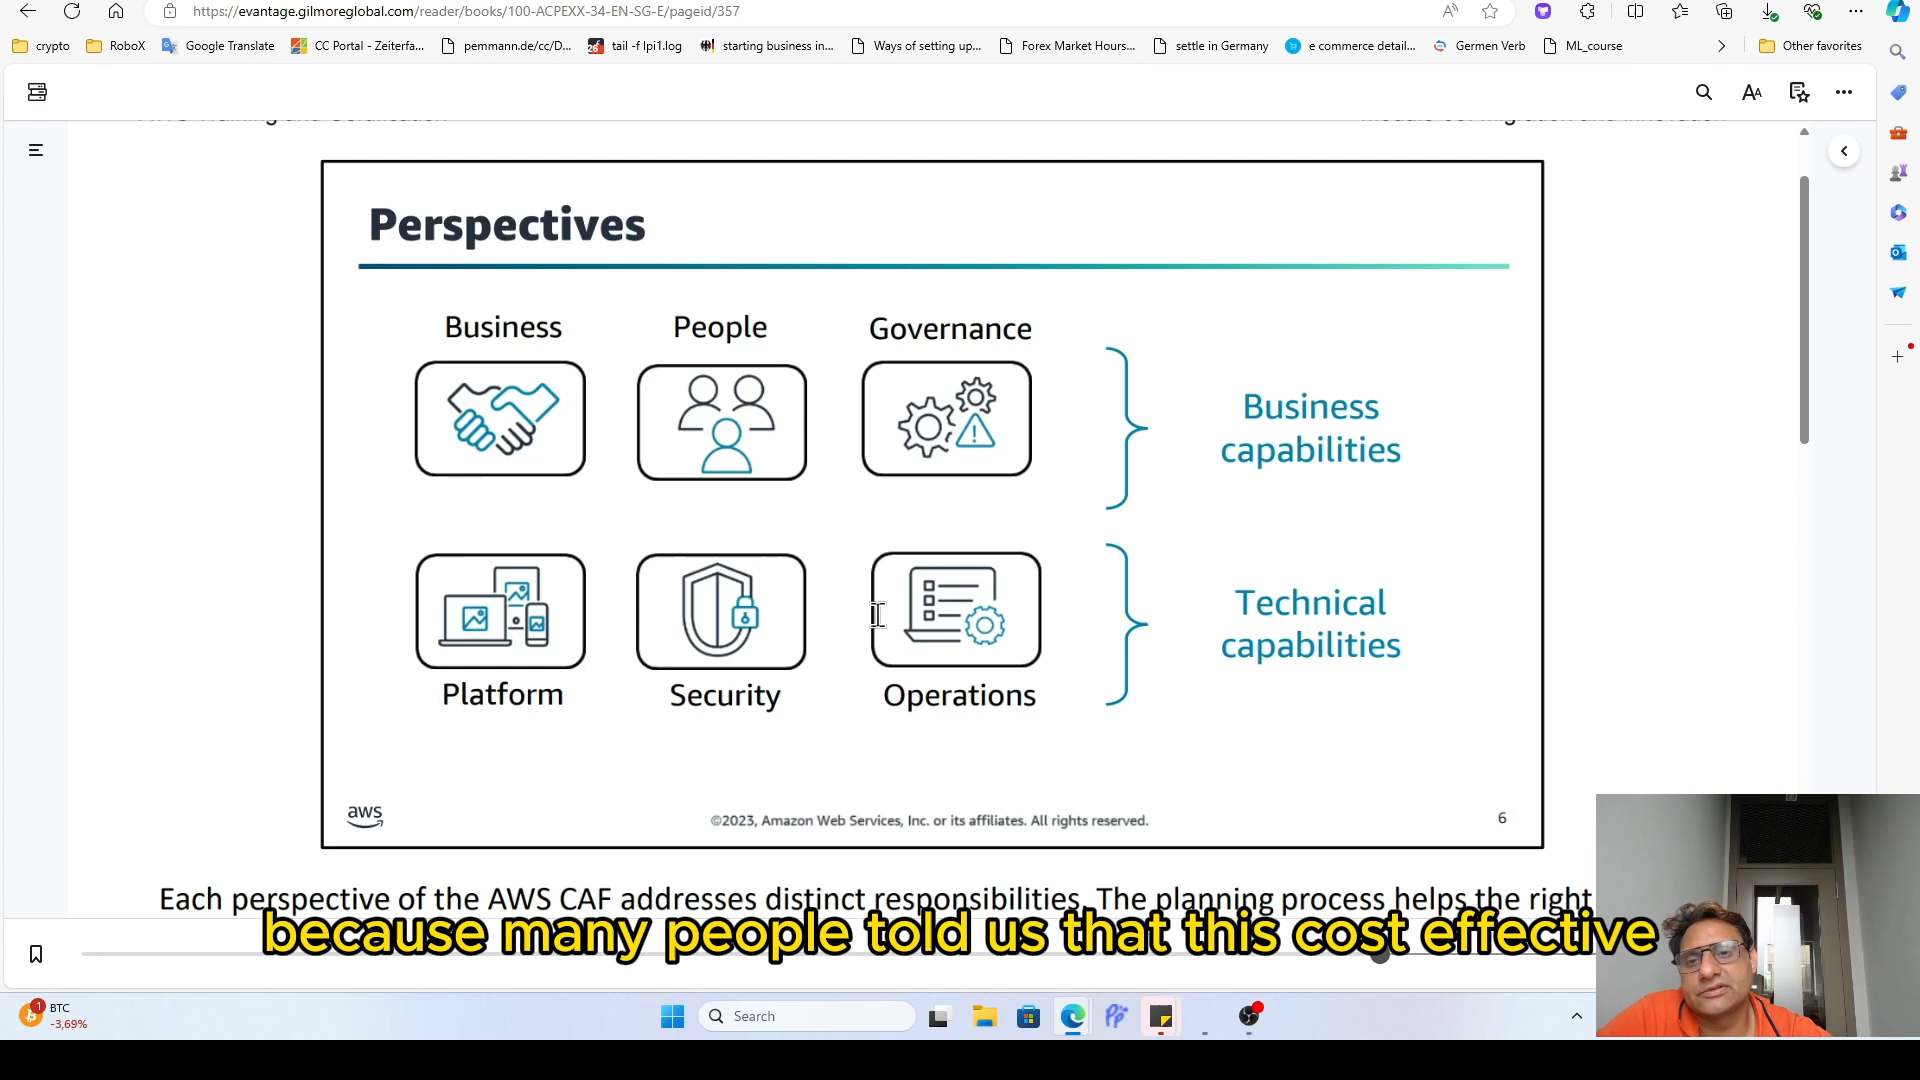 https://evantage.gilmoreglobal.com/reader/books/100-ACPEXX-34-EN-SG-E/pageid/357
crypto RoboX Google Translate CC Portal - Zeiterfa... pemmann.de/cc/D... tail -f lpi1.log starting business in... Ways of setting up... Forex Market Hours... settle in Germany e commerce detail... Germen Verb ML_course Other favorites
Perspectives
Business People Governance
Business
capabilities
Technical
capabilities
Platform Security Operations
aws
©2023, Amazon Web Services, Inc. or its affiliates. All rights reserved.
6
Each perspective of the AWS CAF addresses distinct responsibilities. The planning process helps the right
because many people told us that this cost effective
1
BTC
-3,69%
Search